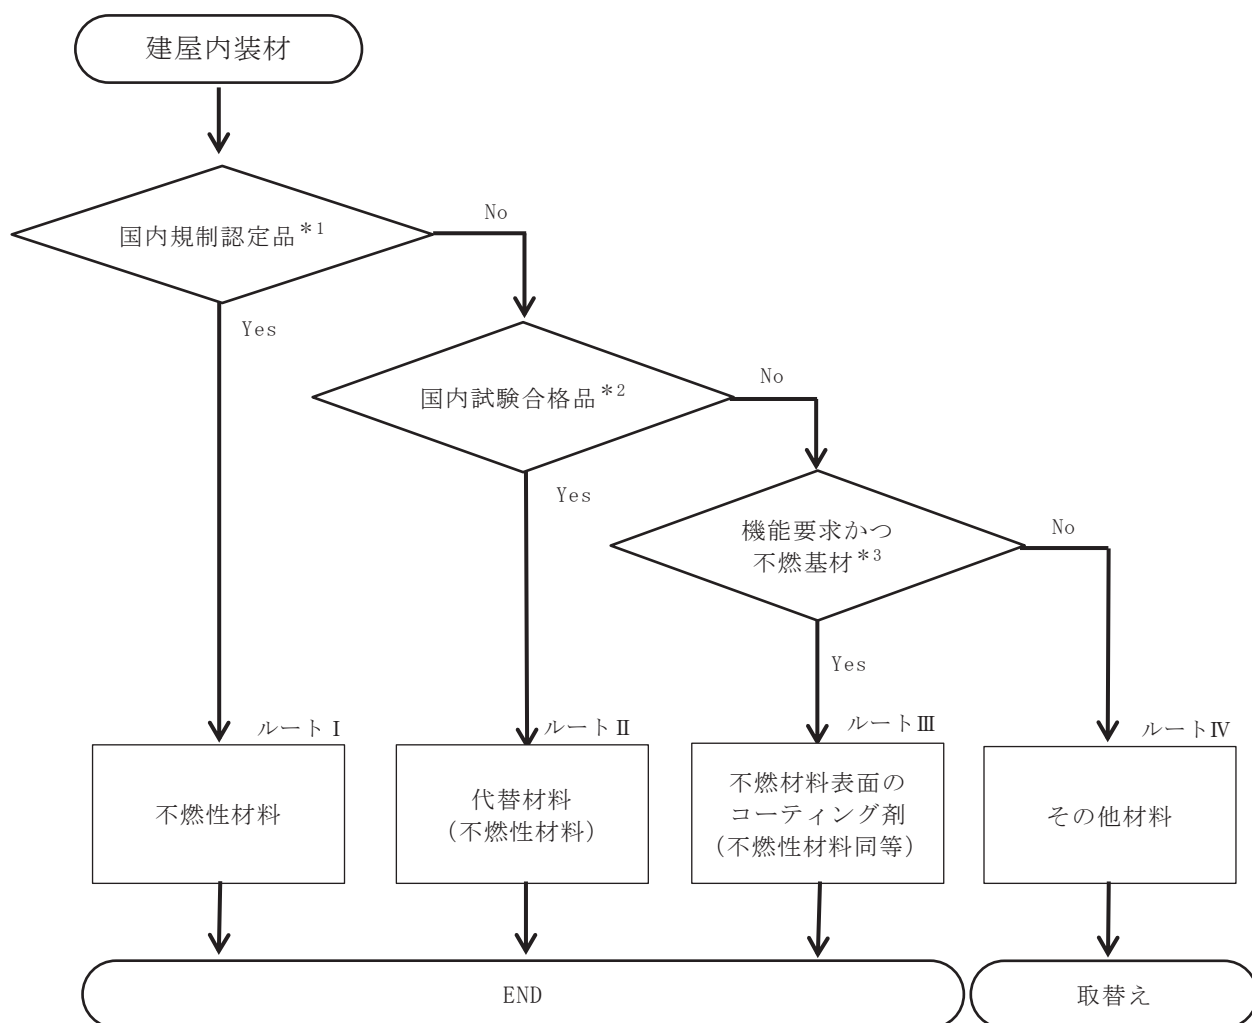 建屋内装材
国内規制認定品*1
No
Yes
国内試験合格品*2
No
Yes
機能要求かつ
不燃基材*3
No
Yes
ルートⅠ
不燃性材料
ルートⅡ
代替材料
(不燃性材料)
ルートⅢ
不燃材料表面の
コーティング剤
(不燃性材料同等)
ルートⅣ
その他材料
END
取替え